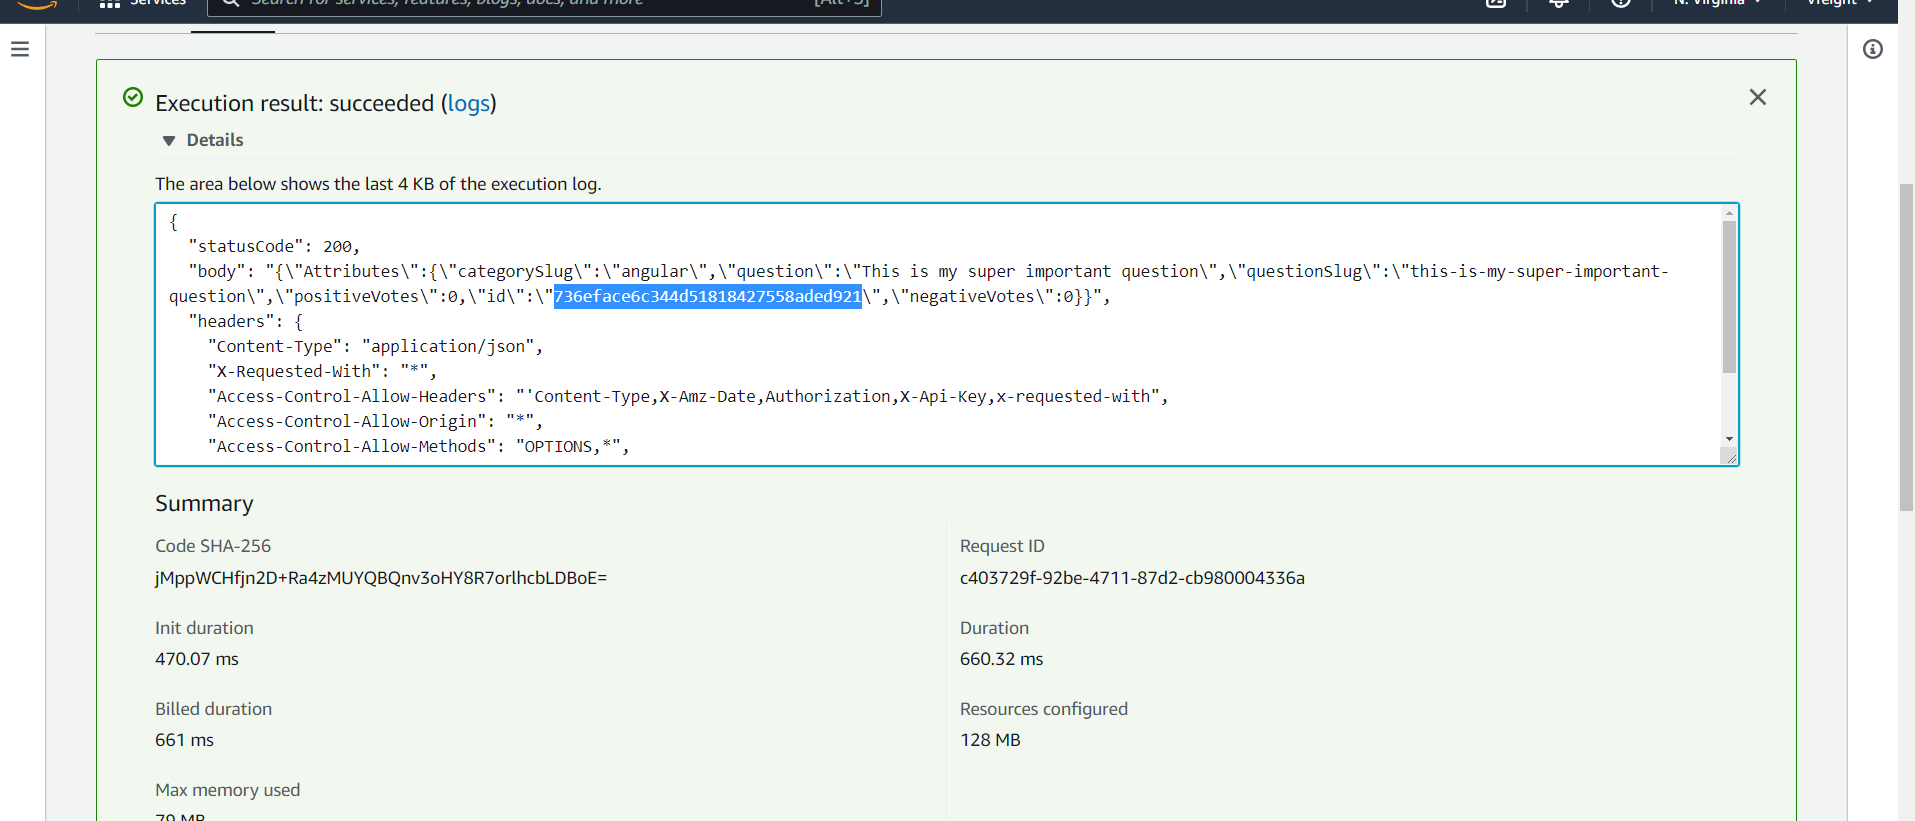 Services
Search for services, features, blogs, docs, and more
[Alt+S]
N. Virginia
vfeight
Execution result: succeeded (logs)
Details
The area below shows the last 4 KB of the execution log.
{
"statusCode": 200,
"body": "{\"Attributes\":{\"categorySlug\":\"angular\",\"question\":\"This is my super important question\",\"questionSlug\":\"this-is-my-super-important-
question\",\"positiveVotes\":0,\"id\":\"736eface6c344d51818427558aded921\",\"negativeVotes\":0}}",
"headers": {
"Content-Type": "application/json",
"X-Requested-With": "*",
"Access-Control-Allow-Headers": "'Content-Type,X-Amz-Date,Authorization,X-Api-Key,x-requested-with",
"Access-Control-Allow-Origin": "*",
"Access-Control-Allow-Methods": "OPTIONS,*",
Summary
Code SHA-256
jMppWCHfjn2D+Ra4zMUYQBQnv3oHY8R7orlhcbLDBoE=
Request ID
c403729f-92be-4711-87d2-cb980004336a
Init duration
470.07 ms
Duration
660.32 ms
Billed duration
661 ms
Resources configured
128 MB
Max memory used
79 MB